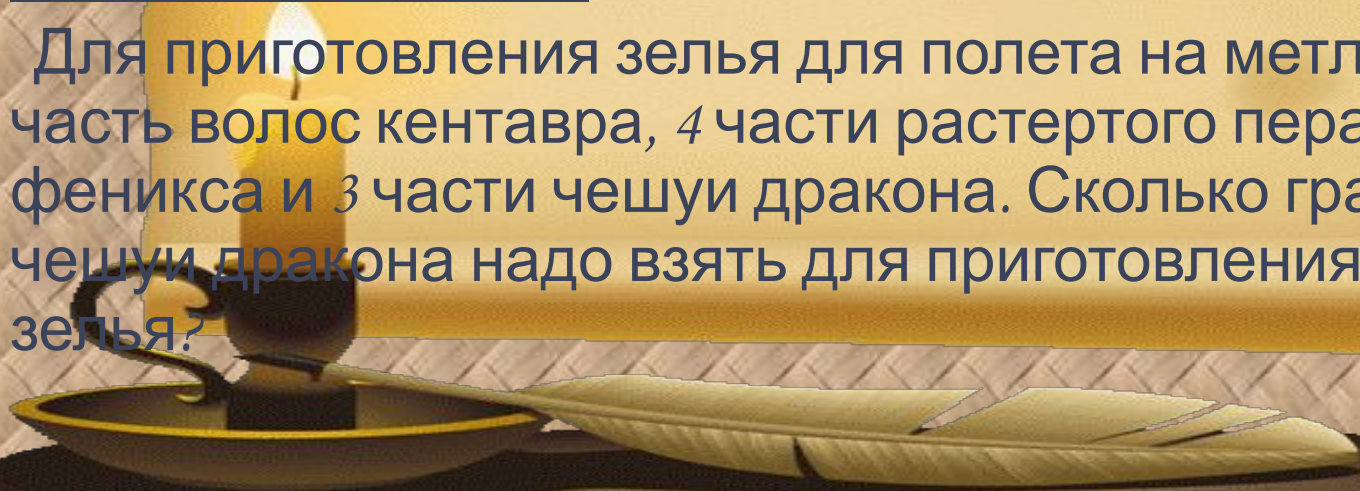 Для приготовления зелья для полета на метл
часть волос кентавра, 4 части растертого пера
феникса и 3 части чешуи дракона. Сколько гра
чешуи дракона надо взять для приготовления
зелья?